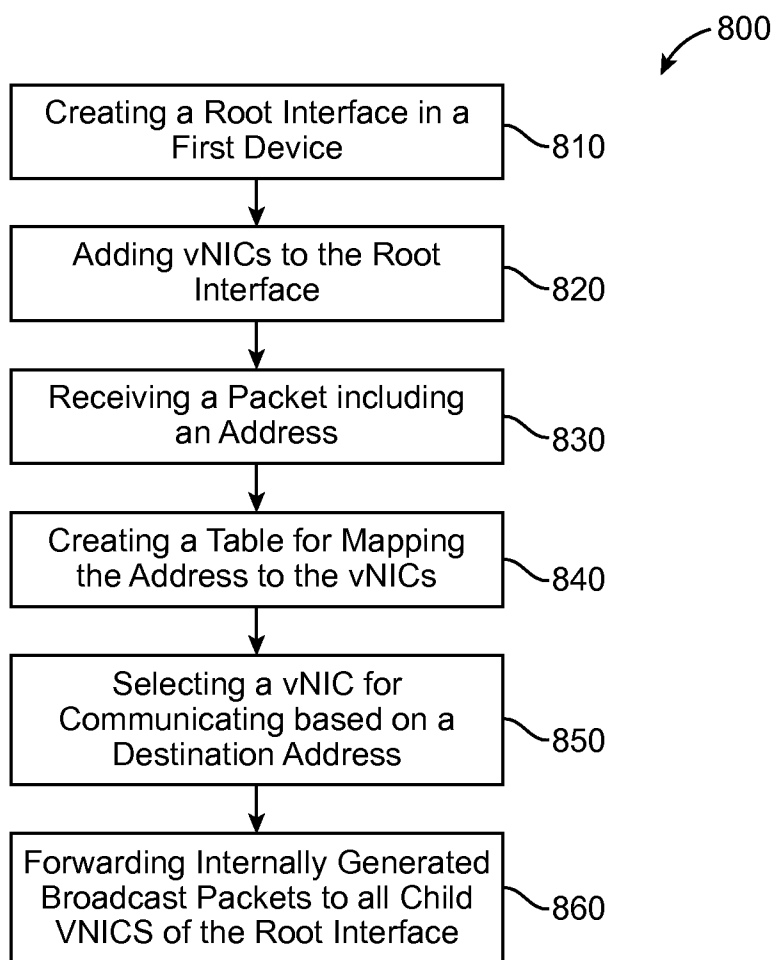 800
Creating a Root Interface in a
First Device
810
Adding vNICs to the Root
Interface
820
Receiving a Packet including
an Address
830
Creating a Table for Mapping
the Address to the vNICs
840
Selecting a vNIC for
Communicating based on a
Destination Address
850
Forwarding Internally Generated
Broadcast Packets to all Child
VNICS of the Root Interface
860